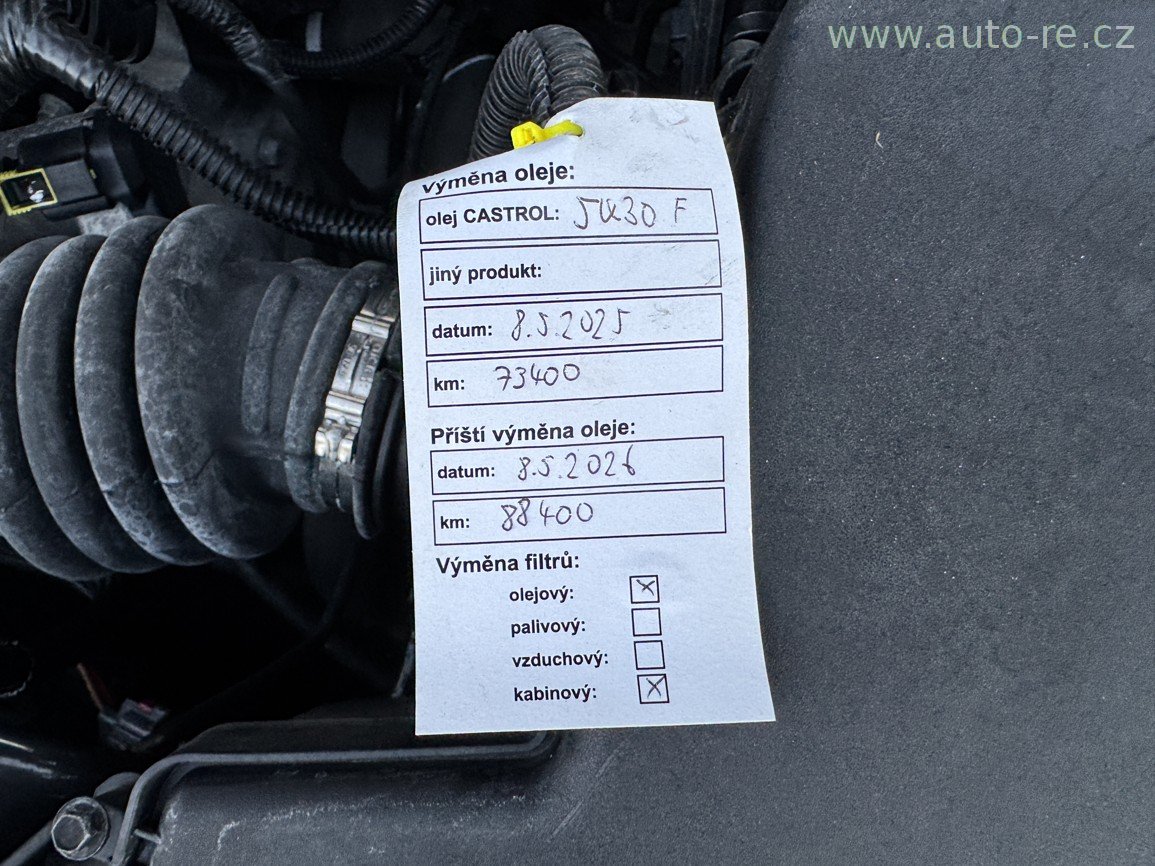 www.auto-re.cz
výměna oleje:
olej CASTROL: 5W30 F
jiný produkt:
datum: 8.5.2025
km: 73400
Příští výměna oleje:
datum: 8.5.2026
km: 88400
Výměna filtrů:
olejový: X
palivový:
vzduchový:
kabinový: X